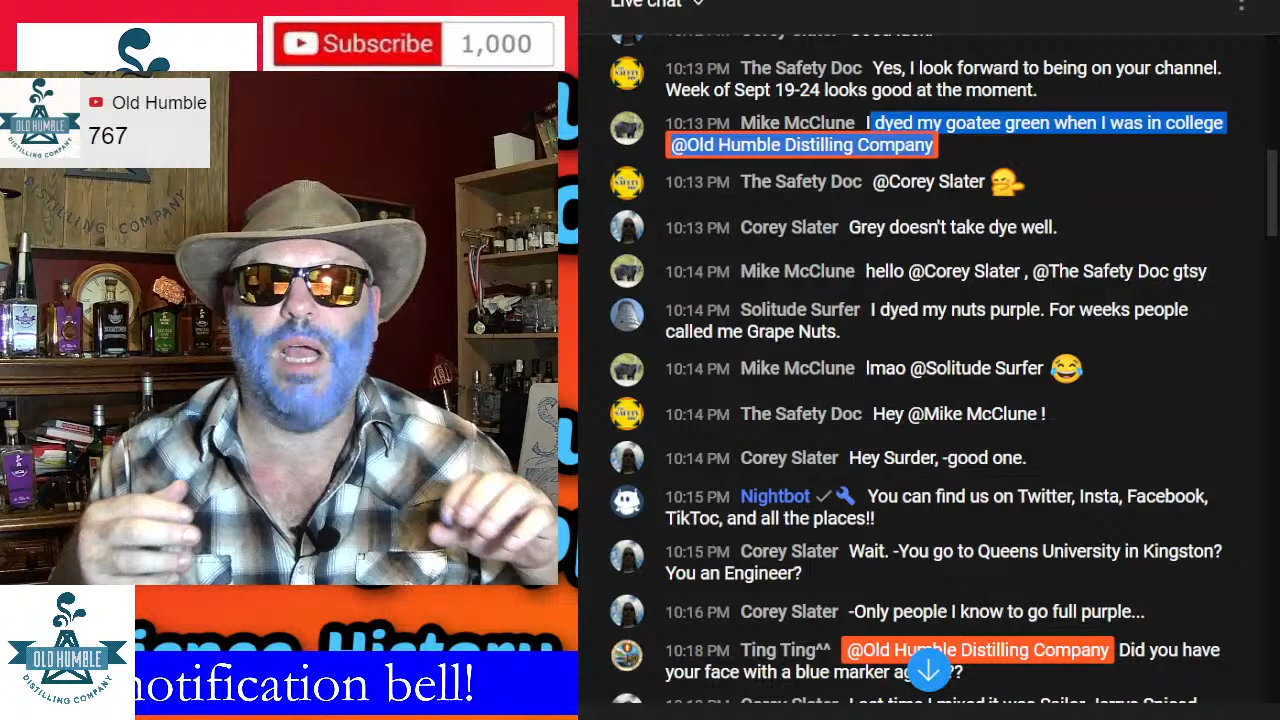 Subscribe 1,000
Old Humble
767
OLD HUMBLE
DISTILLING CO
DISTILLING COMPANY
OLD HUMBLE
DISTILLING COMPANY
History
notification bell!
Live chat
10:13 PM The Safety Doc Yes, I look forward to being on your channel.
Week of Sept 19-24 looks good at the moment.
10:13 PM Mike McClune I dyed my goatee green when I was in college
@Old Humble Distilling Company
10:13 PM The Safety Doc @Corey Slater
10:13 PM Corey Slater Grey doesn't take dye well.
10:14 PM Mike McClune hello @Corey Slater , @The Safety Doc gtsy
10:14 PM Solitude Surfer I dyed my nuts purple. For weeks people
called me Grape Nuts.
10:14 PM Mike McClune lmao @Solitude Surfer 😂
10:14 PM The Safety Doc Hey @Mike McClune !
10:14 PM Corey Slater Hey Surder, -good one.
10:15 PM Nightbot You can find us on Twitter, Insta, Facebook,
TikToc, and all the places!!
10:15 PM Corey Slater Wait. -You go to Queens University in Kingston?
You an Engineer?
10:16 PM Corey Slater -Only people I know to go full purple...
10:18 PM Ting Ting^^ @Old Humble Distilling Company Did you have
your face with a blue marker ??